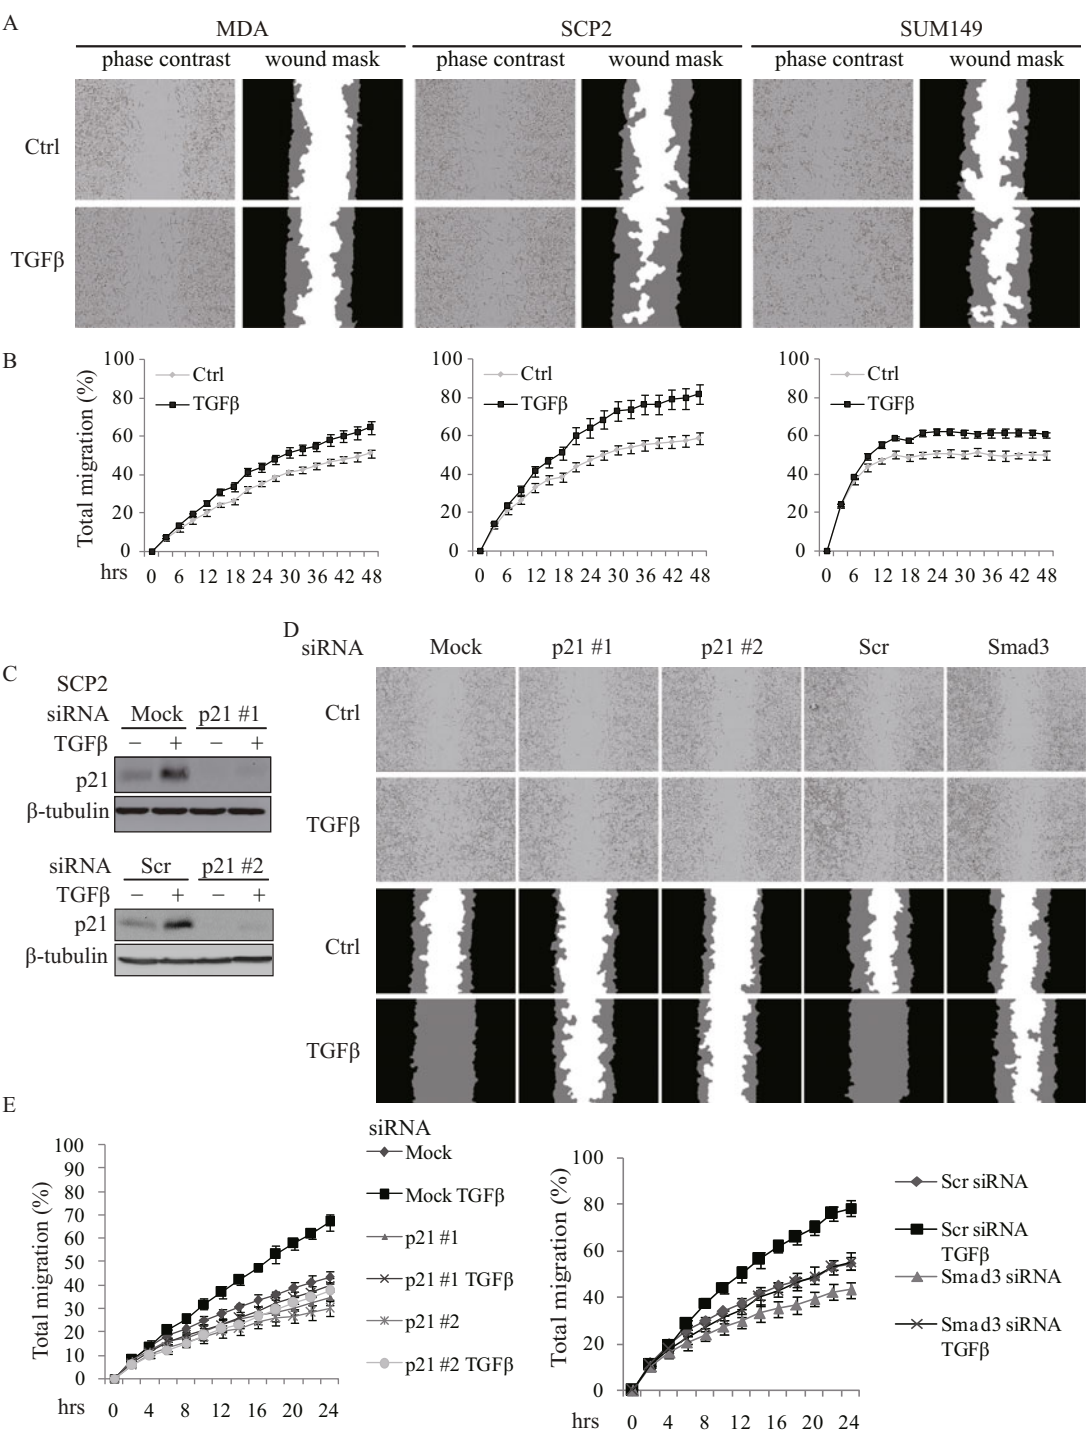 A
MDA SCP2 SUM149
phase contrast wound mask phase contrast wound mask phase contrast wound mask
Ctrl
TGFβ
B
Total migration (%)
100 80 60 40 20 0
Ctrl
TGFβ
hrs 0 6 12 18 24 30 36 42 48
100 80 60 40 20 0
Ctrl
TGFβ
0 6 12 18 24 30 36 42 48
100 80 60 40 20 0
Ctrl
TGFβ
0 6 12 18 24 30 36 42 48
C
SCP2
siRNA Mock p21 #1
TGFβ − + − +
p21
β-tubulin
siRNA Scr p21 #2
TGFβ − + − +
p21
β-tubulin
D
siRNA Mock p21 #1 p21 #2 Scr Smad3
Ctrl
TGFβ
Ctrl
TGFβ
E
Total migration (%)
100 90 80 70 60 50 40 30 20 10 0
hrs 0 4 8 12 16 20 24
siRNA
Mock
Mock TGFβ
p21 #1
p21 #1 TGFβ
p21 #2
p21 #2 TGFβ
Total migration (%)
100 80 60 40 20 0
hrs 0 4 8 12 16 20 24
Scr siRNA
Scr siRNA
TGFβ
Smad3 siRNA
Smad3 siRNA
TGFβ